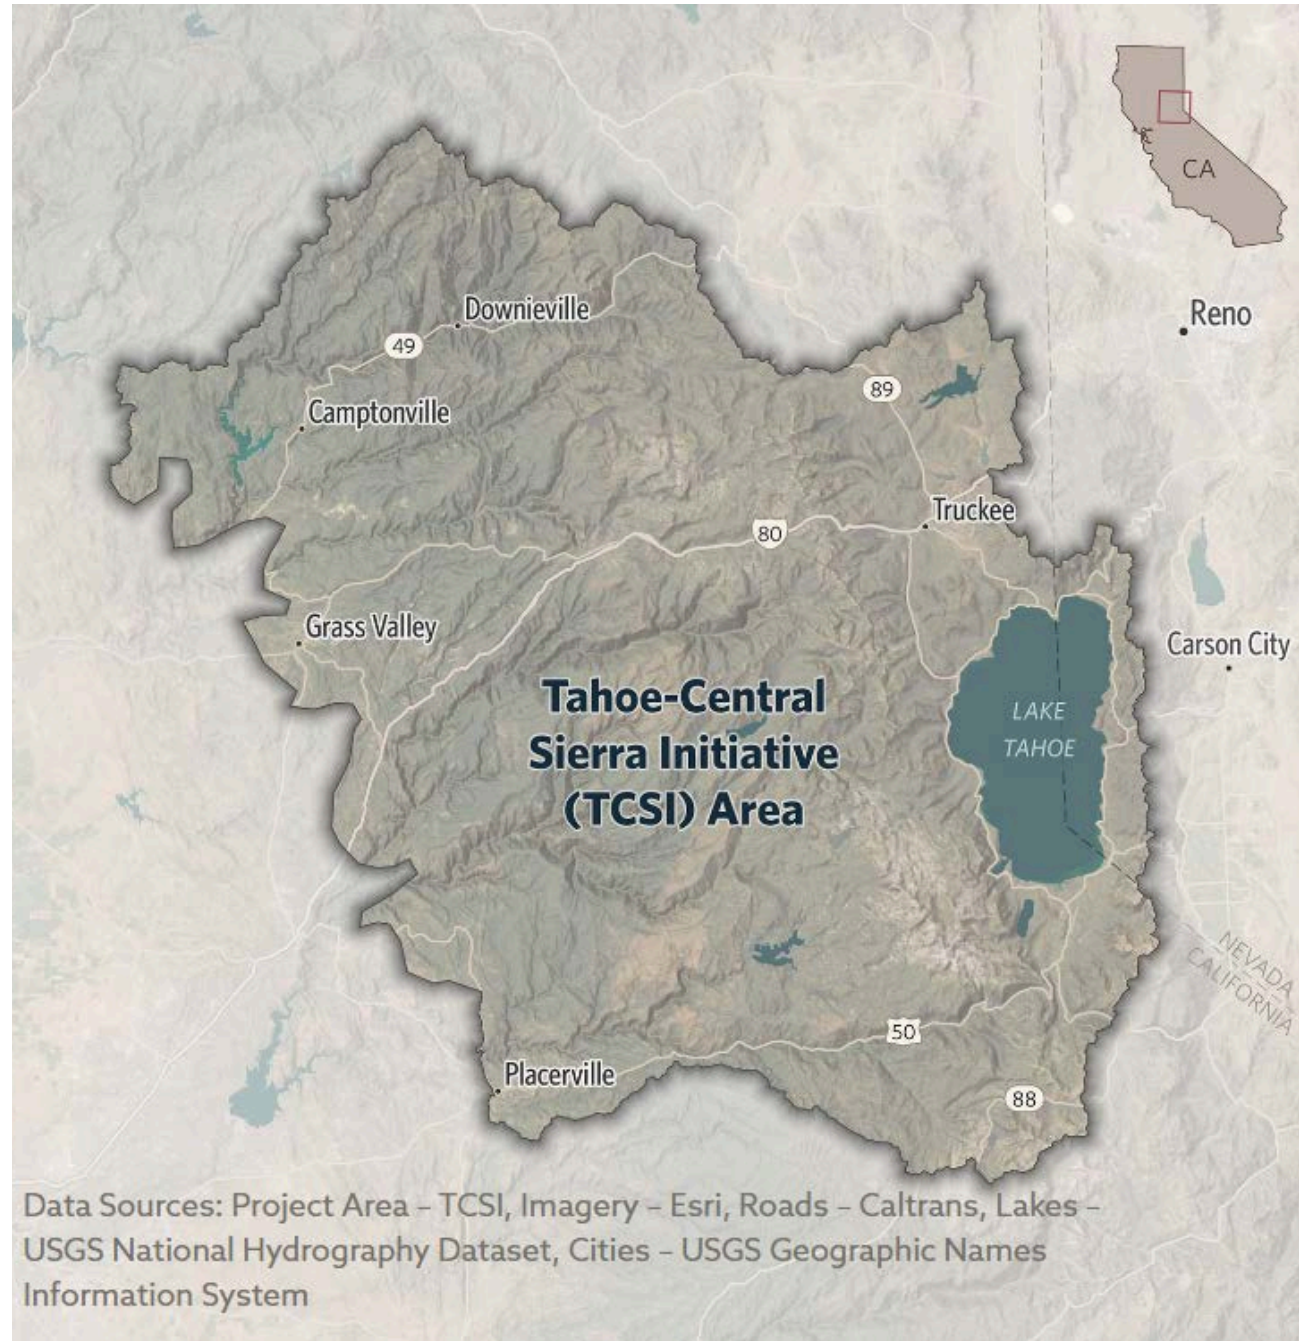 CA
Reno
Downieville
49
89
Camptonville
Truckee
80
Grass Valley
Carson City
Tahoe-Central
Sierra Initiative
(TCSI) Area
LAKE
TAHOE
NEVADA
CALIFORNIA
50
Placerville
88
Data Sources: Project Area – TCSI, Imagery – Esri, Roads – Caltrans, Lakes –
USGS National Hydrography Dataset, Cities – USGS Geographic Names
Information System